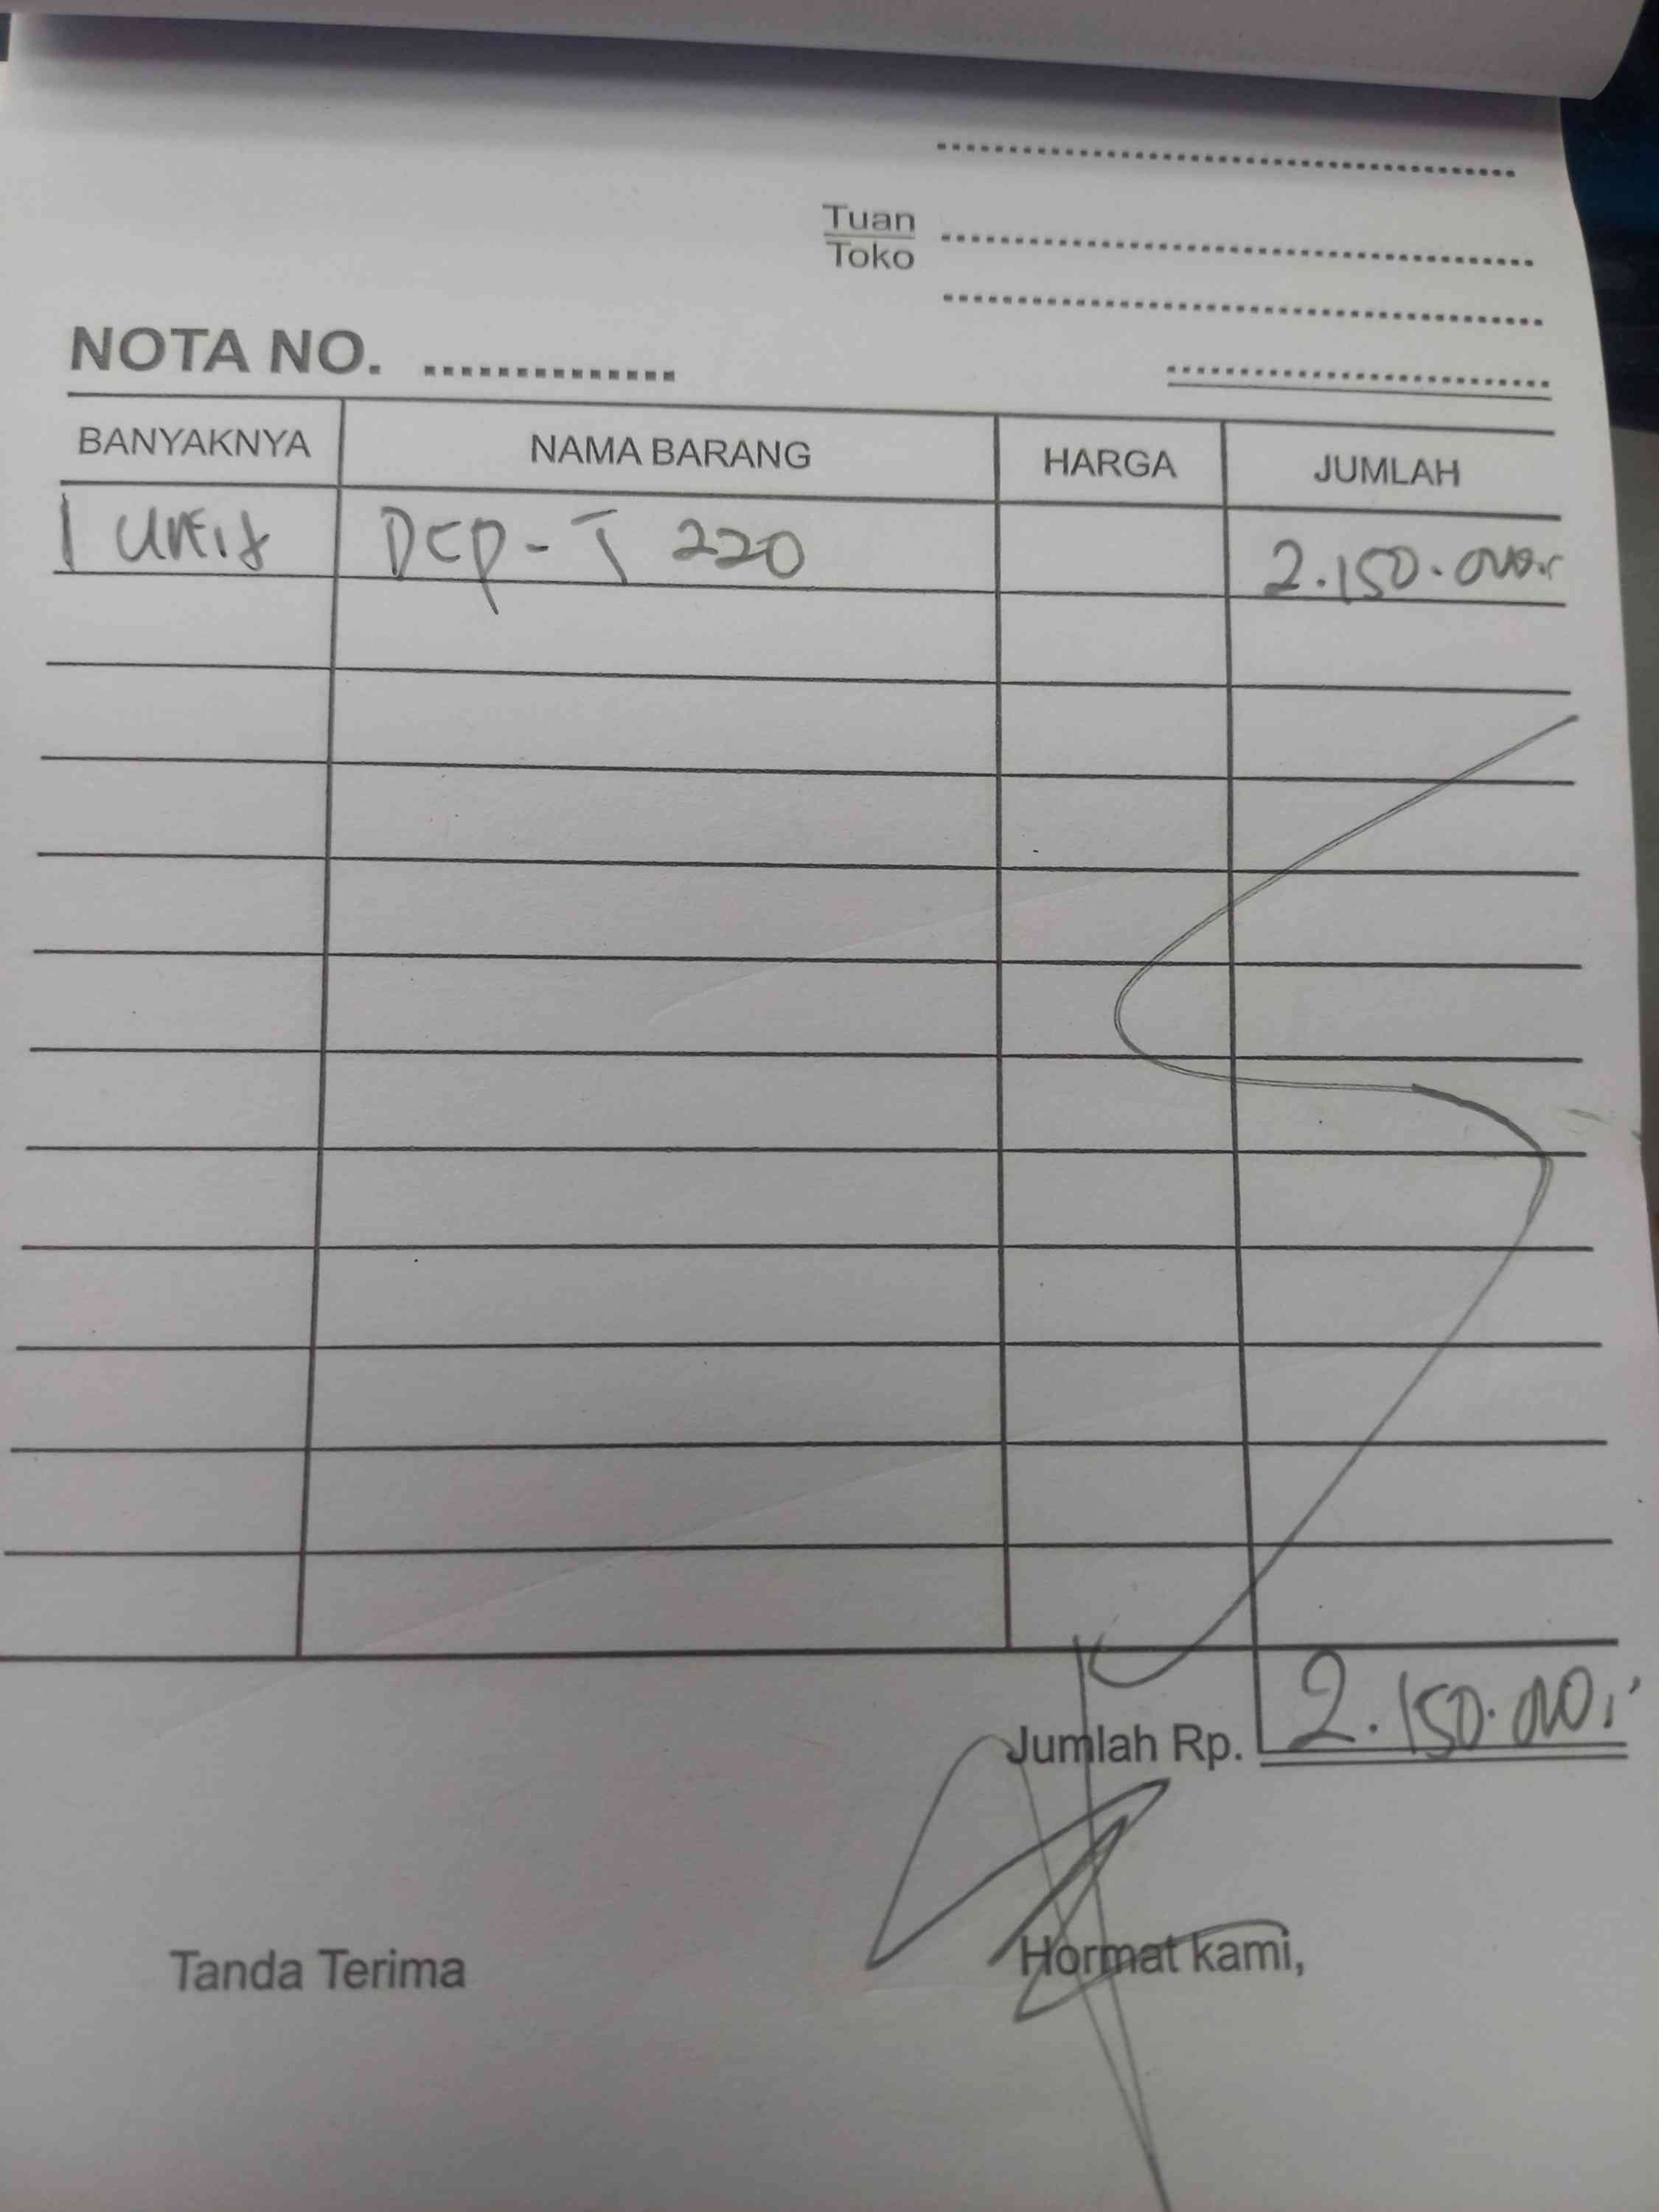 Tuan
Toko
NOTA NO. ..............
BANYAKNYA NAMA BARANG HARGA JUMLAH
1 Unit DCP-T 220 2.150.000,-
Jumlah Rp. 2.150.000,-
Tanda Terima Hormat kami,